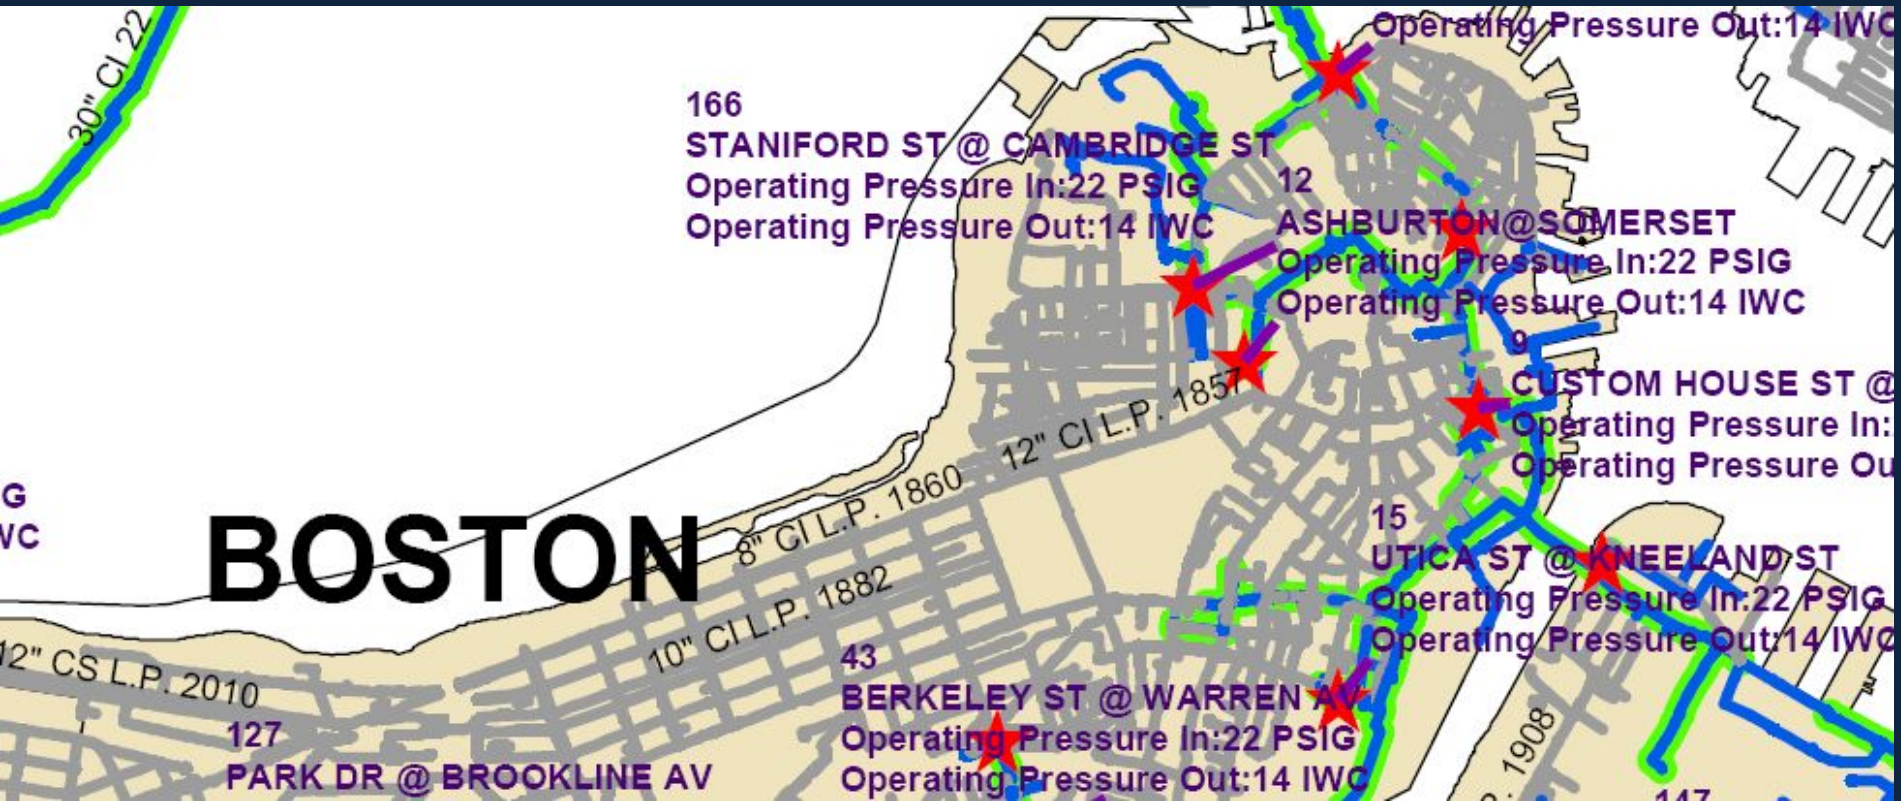 Operating Pressure Out:14 IWC
30" CI 22
166
STANIFORD ST @ CAMBRIDGE ST
Operating Pressure In:22 PSIG
Operating Pressure Out:14 IWC
12
ASHBURTON@SOMERSET
Operating Pressure In:22 PSIG
Operating Pressure Out:14 IWC
9
CUSTOM HOUSE ST @
Operating Pressure In:
Operating Pressure Ou
12" CI L.P. 1857
8" CI L.P. 1860
G
WC
BOSTON
15
UTICA ST @ KNEELAND ST
Operating Pressure In:22 PSIG
Operating Pressure Out:14 IWC
10" CI L.P. 1882
12" CS L.P. 2010
43
BERKELEY ST @ WARREN AV
Operating Pressure In:22 PSIG
Operating Pressure Out:14 IWC
127
PARK DR @ BROOKLINE AV
1908
147